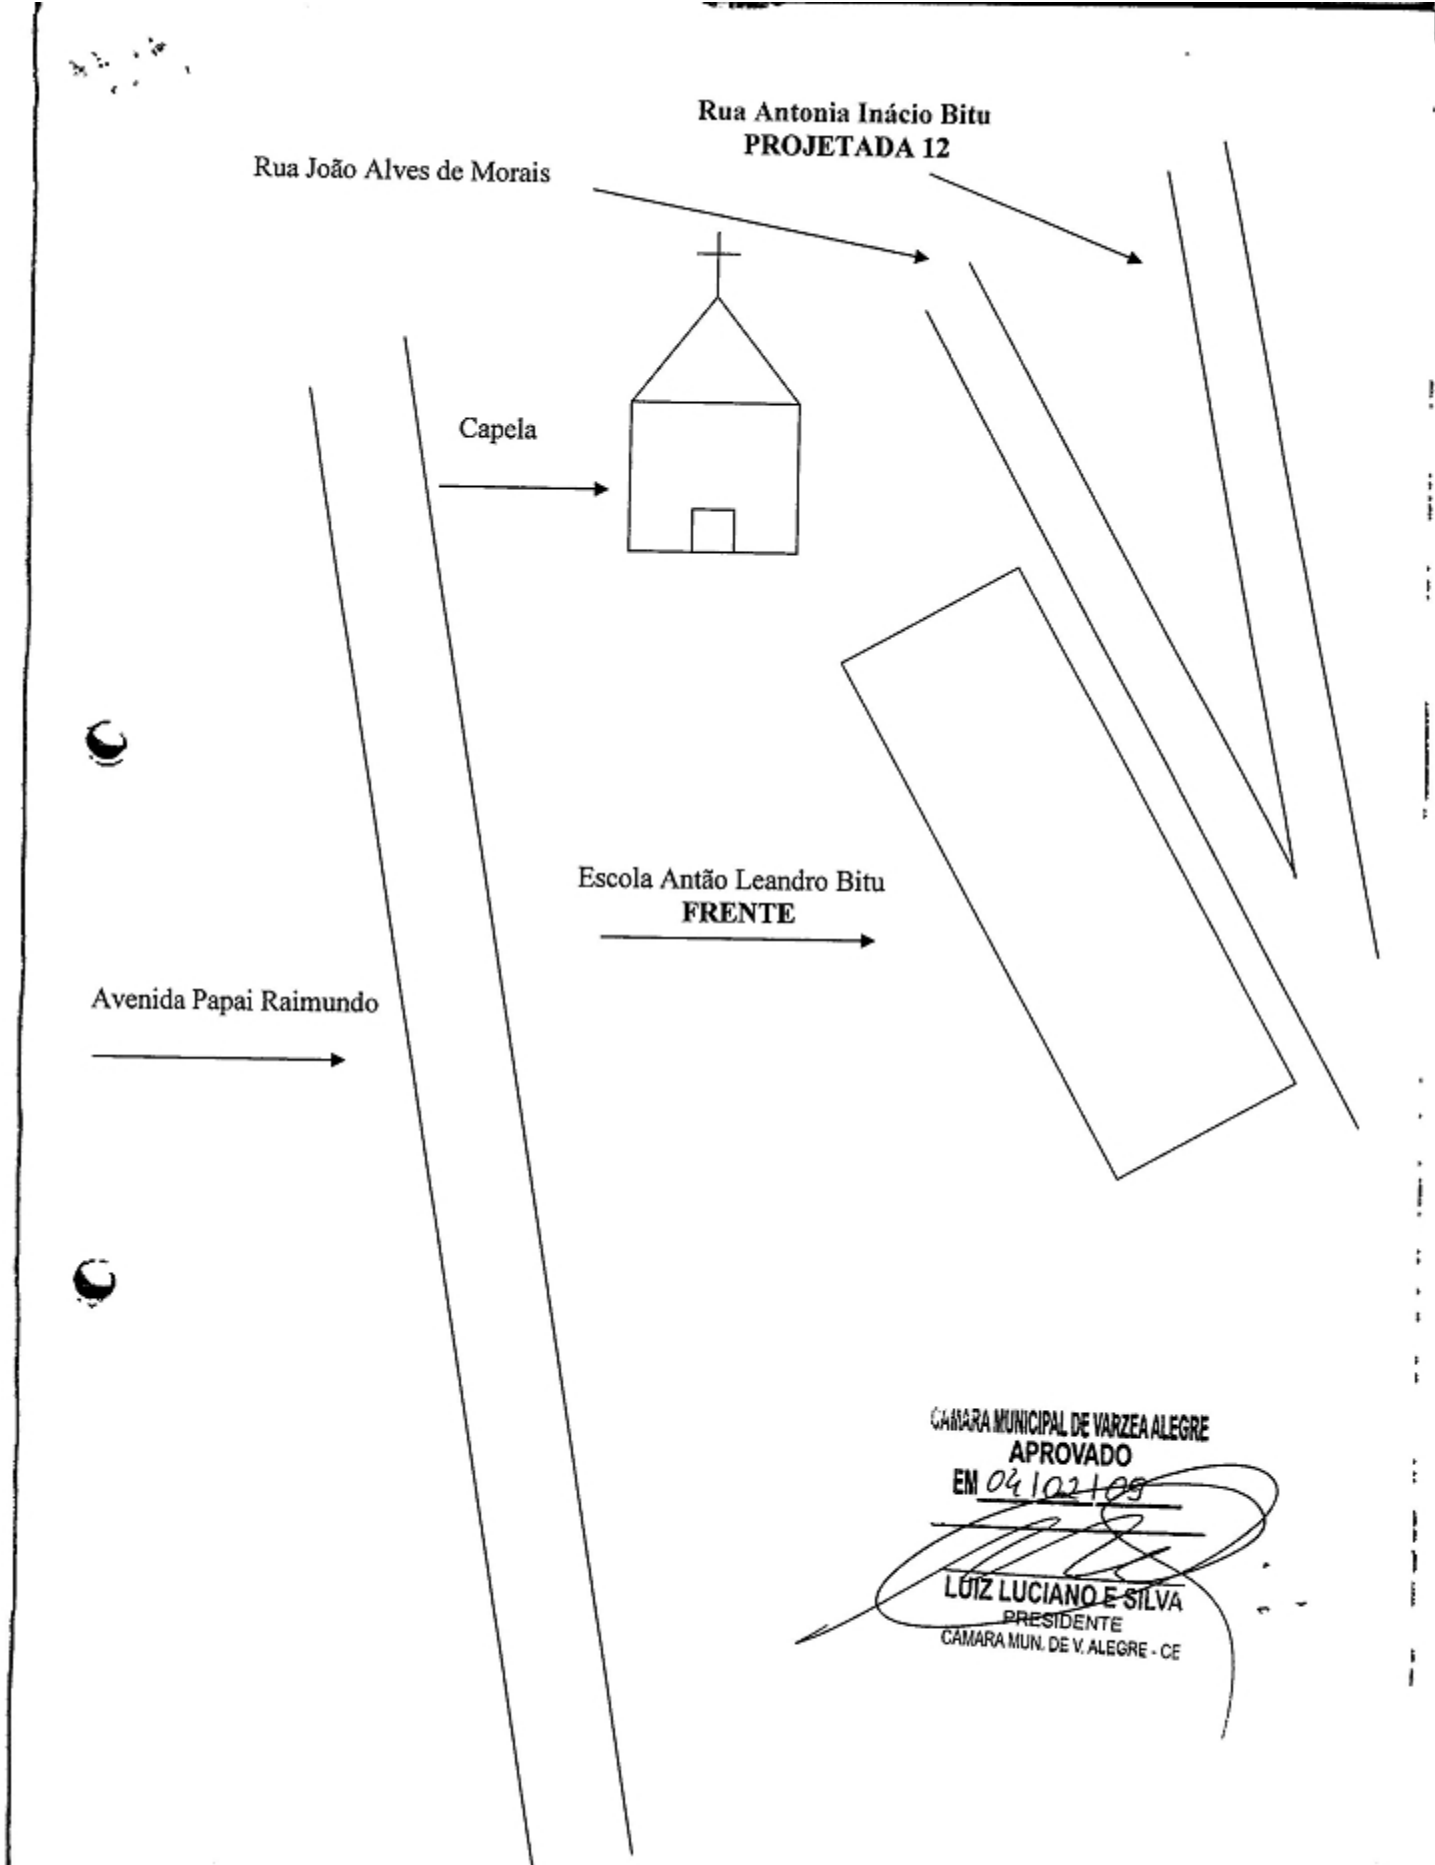 Rua Antonia Inácio Bitu
PROJETADA 12
Rua João Alves de Morais
Capela
Escola Antão Leandro Bitu
FRENTE
Avenida Papai Raimundo
CAMARA MUNICIPAL DE VARZEA ALEGRE
APROVADO
EM 04/02/09
LUIZ LUCIANO E SILVA
PRESIDENTE
CAMARA MUN. DE V. ALEGRE - CE